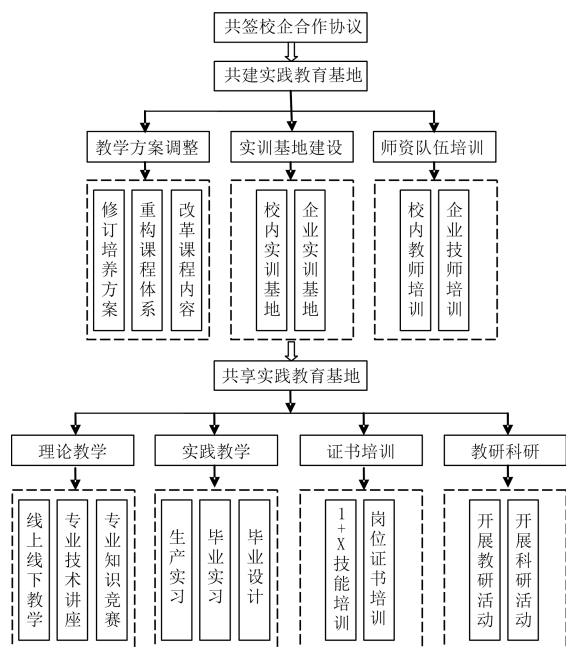 共签校企合作协议
共建实践教育基地
教学方案调整
实训基地建设
师资队伍培训
修订培养方案
重构课程体系
改革课程内容
校内实训基地
企业实训基地
校内教师培训
企业技师培训
共享实践教育基地
理论教学
实践教学
证书培训
教研科研
线上线下教学
专业技术讲座
专业知识竞赛
生产实习
毕业实习
毕业设计
1+X技能培训
岗位证书培训
开展教研活动
开展科研活动